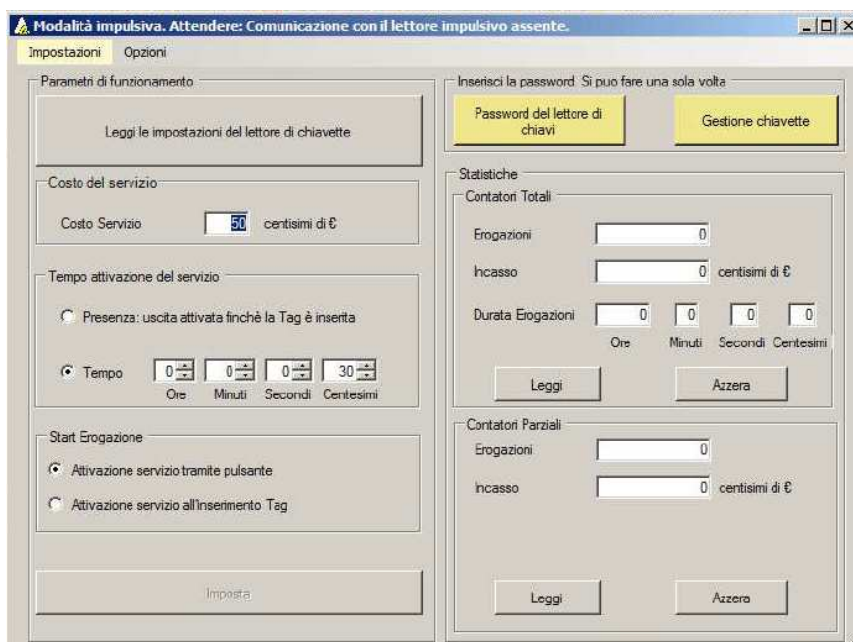 Modalità impulsiva. Attendere: Comunicazione con il lettore impulsivo assente.
Impostazioni Opzioni
Parametri di funzionamento
Leggi le impostazioni del lettore di chiavette
Costo del servizio
Costo Servizio 50 centisimi di €
Tempo attivazione del servizio
Presenza: uscita attivata finchè la Tag è inserita
Tempo 0 0 0 30
Ore Minuti Secondi Centesimi
Start Erogazione
Attivazione servizio tramite pulsante
Attivazione servizio all'inserimento Tag
Imposta
Inserisci la password. Si puo fare una sola volta
Password del lettore di
chiavi
Gestione chiavette
Statistiche
Contatori Totali
Erogazioni 0
Incasso 0 centisimi di €
Durata Erogazioni 0 0 0 0
Ore Minuti Secondi Centesimi
Leggi Azzera
Contatori Parziali
Erogazioni 0
Incasso 0 centisimi di €
Leggi Azzera